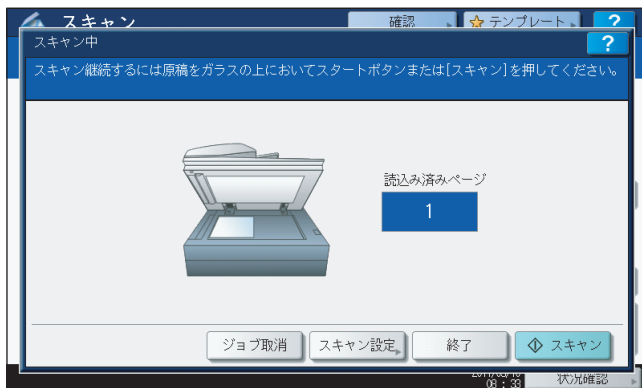 スキャン
確認
テンプレート
?
スキャン中
?
スキャン継続するには原稿をガラスの上においてスタートボタンまたは[スキャン]を押してください。
読込み済みページ
1
ジョブ取消
スキャン設定
終了
スキャン
08 : 33
状況確認